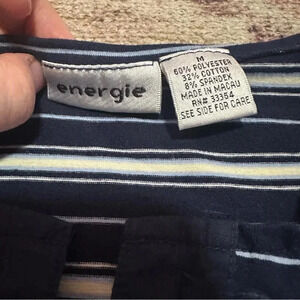 energie
M
60% POLYESTER
32% COTTON
8% SPANDEX
MADE IN MACAU
RN# 33354
SEE SIDE FOR CARE